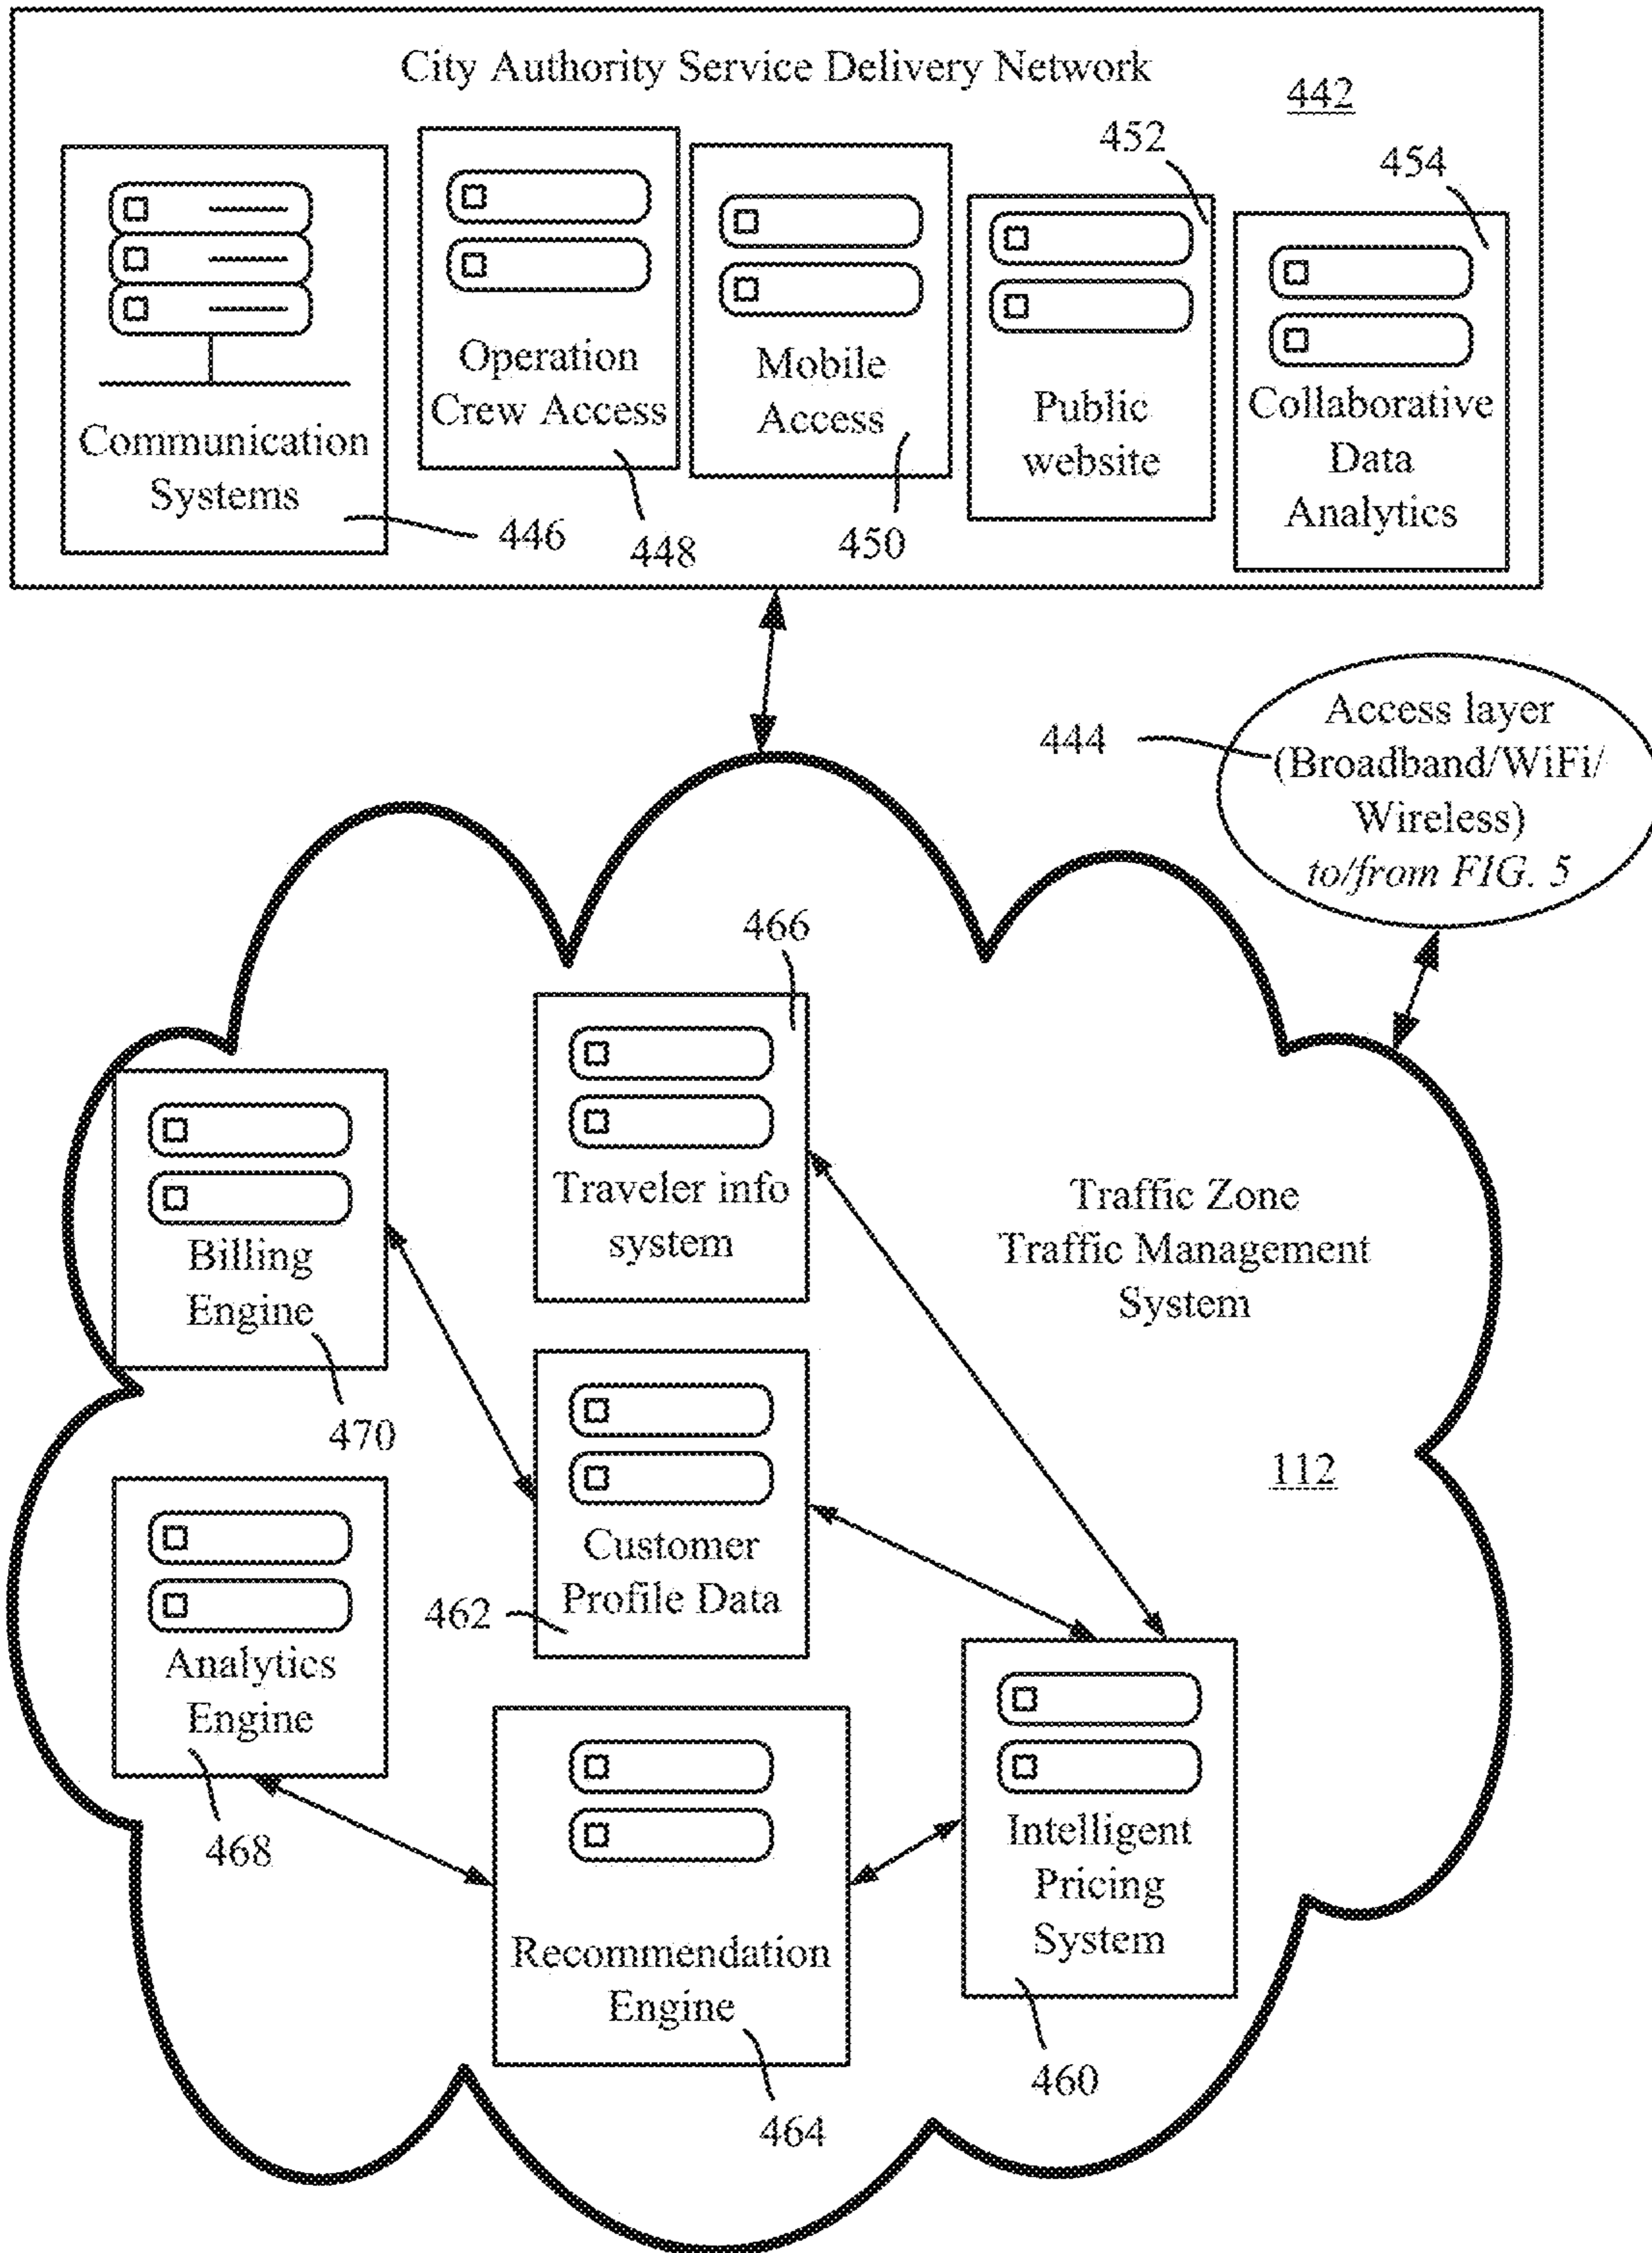 City Authority Service Delivery Network
442
452
454
Operation
Crew Access
Mobile
Access
Public
website
Collaborative
Data
Analytics
Communication
Systems
446
448
450
444
Access layer
(Broadband/WiFi/
Wireless)
to/from FIG. 5
466
Traveler info
system
Traffic Zone
Traffic Management
System
Billing
Engine
470
112
Customer
Profile Data
462
Analytics
Engine
468
Intelligent
Pricing
System
Recommendation
Engine
460
464